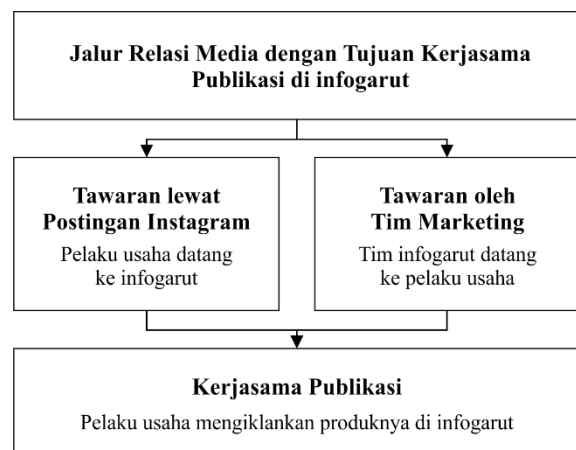 Jalur Relasi Media dengan Tujuan Kerjasama
Publikasi di infogarut
Tawaran lewat
Postingan Instagram
Pelaku usaha datang
ke infogarut
Tawaran oleh
Tim Marketing
Tim infogarut datang
ke pelaku usaha
Kerjasama Publikasi
Pelaku usaha mengiklankan produknya di infogarut